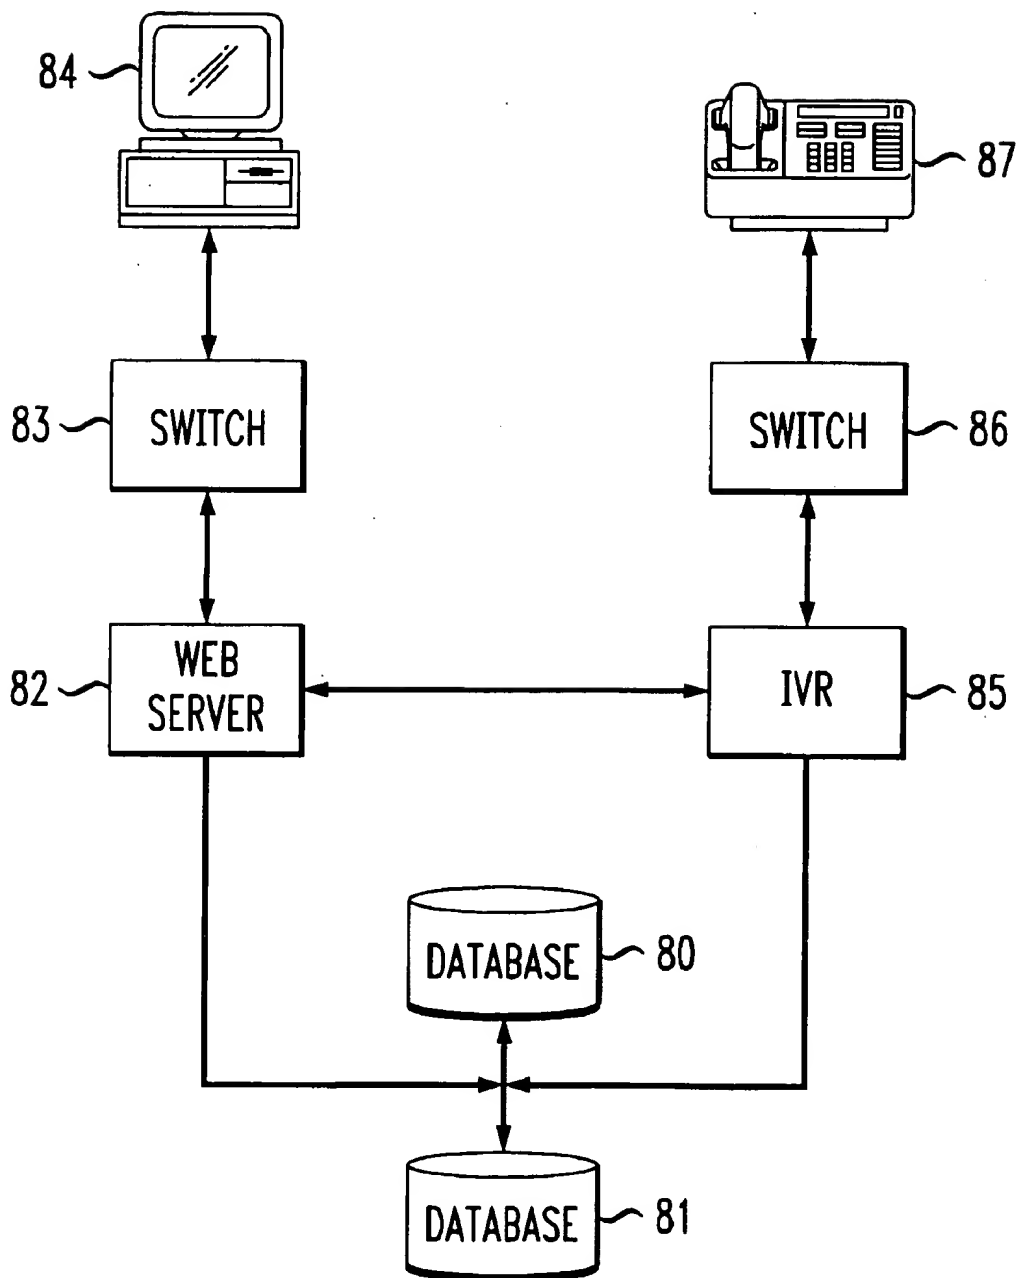 84
87
83
SWITCH
SWITCH
86
82
WEB
SERVER
IVR
85
DATABASE
80
DATABASE
81